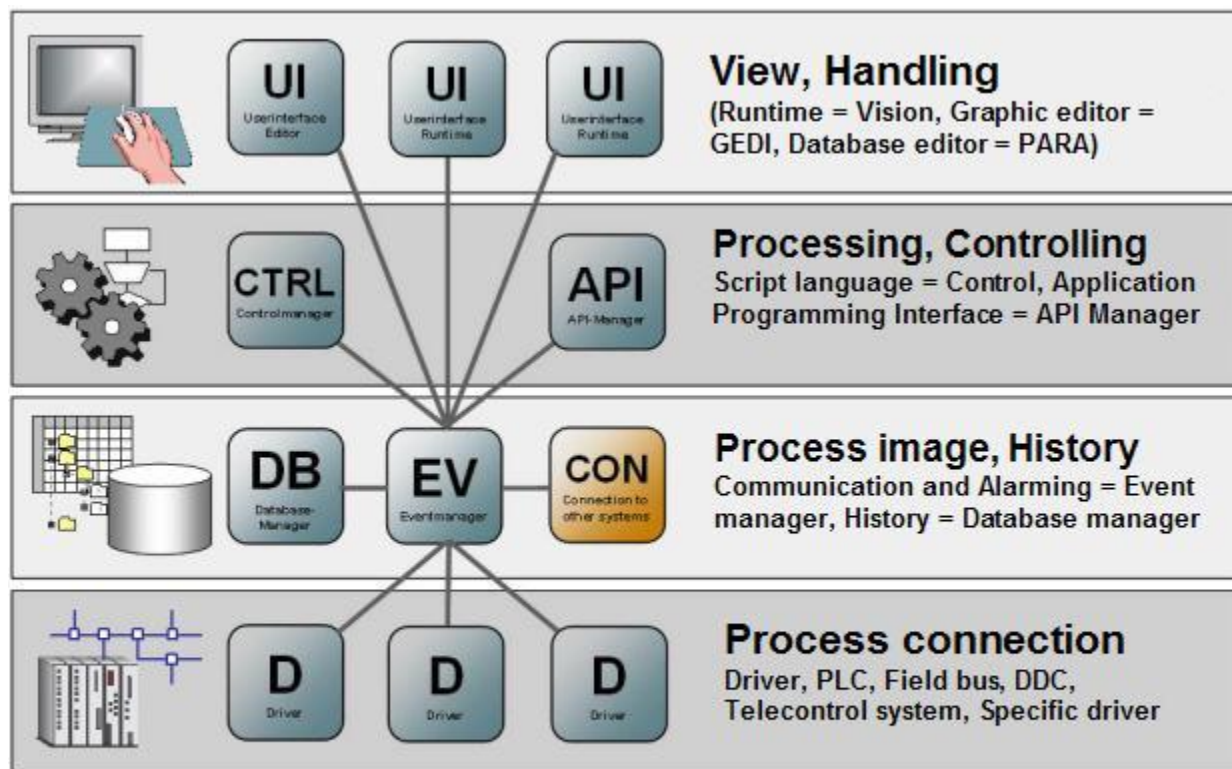 UI
Userinterface
Editor
UI
Userinterface
Runtime
UI
Userinterface
Runtime
View, Handling
(Runtime = Vision, Graphic editor =
GEDI, Database editor = PARA)
CTRL
Controlmanager
API
API-Manager
Processing, Controlling
Script language = Control, Application
Programming Interface = API Manager
DB
Database-
Manager
EV
Eventmanager
CON
Connection to
other systems
Process image, History
Communication and Alarming = Event
manager, History = Database manager
D
Driver
D
Driver
D
Driver
Process connection
Driver, PLC, Field bus, DDC,
Telecontrol system, Specific driver